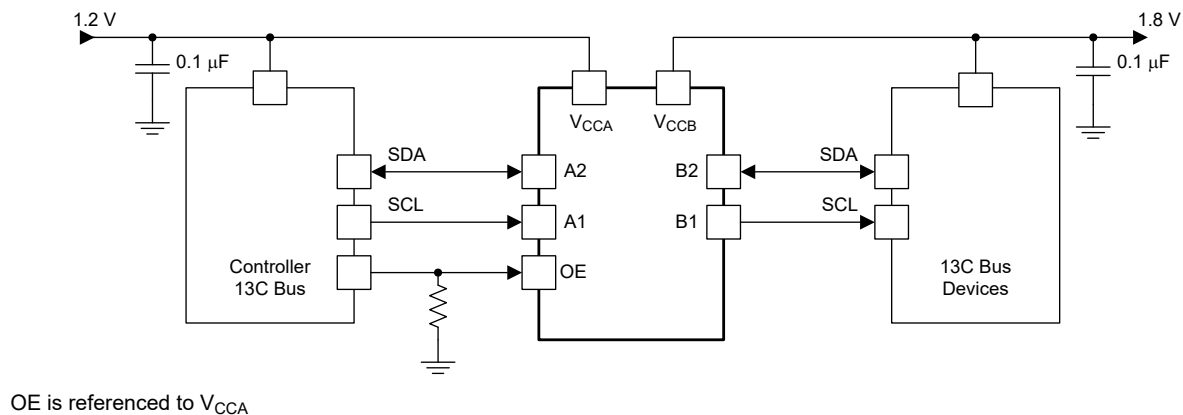 1.2 V
1.8 V
0.1 μF
0.1 μF
VCCA
VCCB
SDA
A2
B2
SDA
SCL
A1
B1
SCL
Controller
13C Bus
OE
13C Bus
Devices
OE is referenced to VCCA